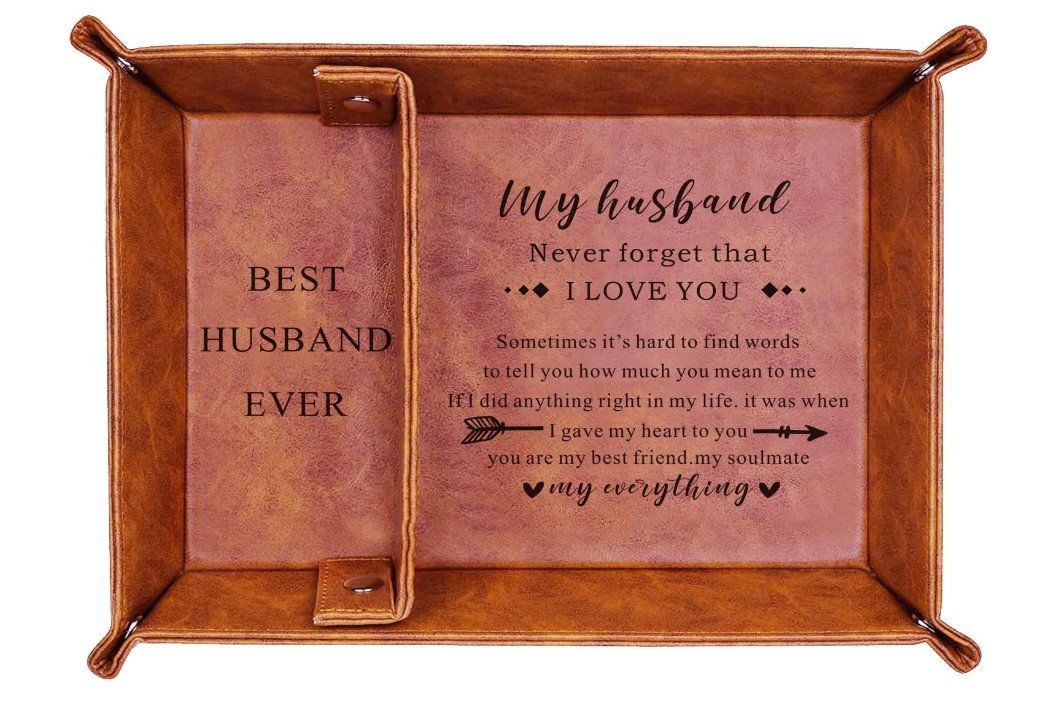 BEST
HUSBAND
EVER
My husband
Never forget that
I LOVE YOU
Sometimes it’s hard to find words
to tell you how much you mean to me
If I did anything right in my life. it was when
I gave my heart to you
you are my best friend.my soulmate
my everything